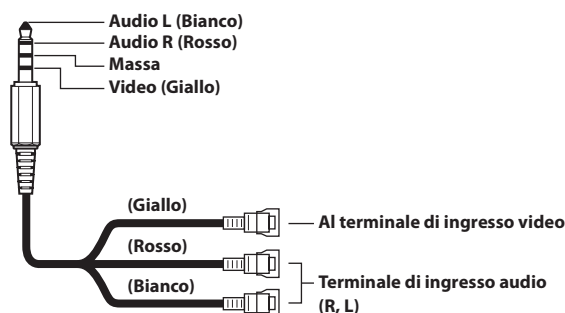 Audio L (Bianco)
Audio R (Rosso)
Massa
Video (Giallo)
(Giallo)
Al terminale di ingresso video
(Rosso)
(Bianco)
Terminale di ingresso audio
(R, L)